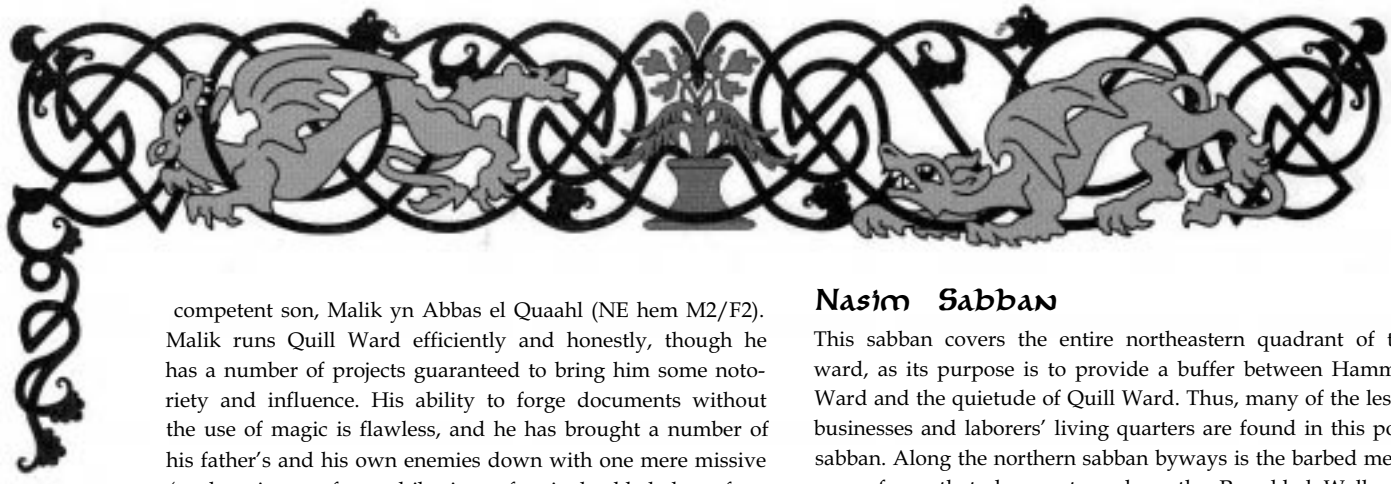 competent son, Malik yn Abbas el Quaahl (NE hem M2/F2).
Malik runs Quill Ward efficiently and honestly, though he
has a number of projects guaranteed to bring him some noto-
riety and influence. His ability to forge documents without
the use of magic is flawless, and he has brought a number of
his father's and his own enemies down with one mere missive
Nasim Sabban
This sabban covers the entire northeastern quadrant of t
ward, as its purpose is to provide a buffer between Hamm
Ward and the quietude of Quill Ward. Thus, many of the les
businesses and laborers' living quarters are found in this po
sabban. Along the northern sabban byways is the barbed me